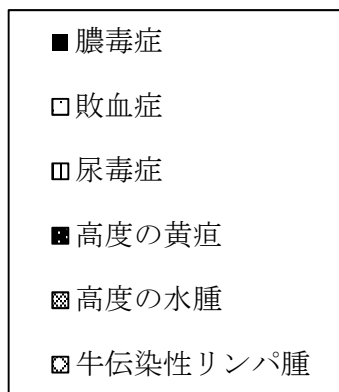 膿毒症
敗血症
尿毒症
高度の黄疸
高度の水腫
牛伝染性リンパ腫